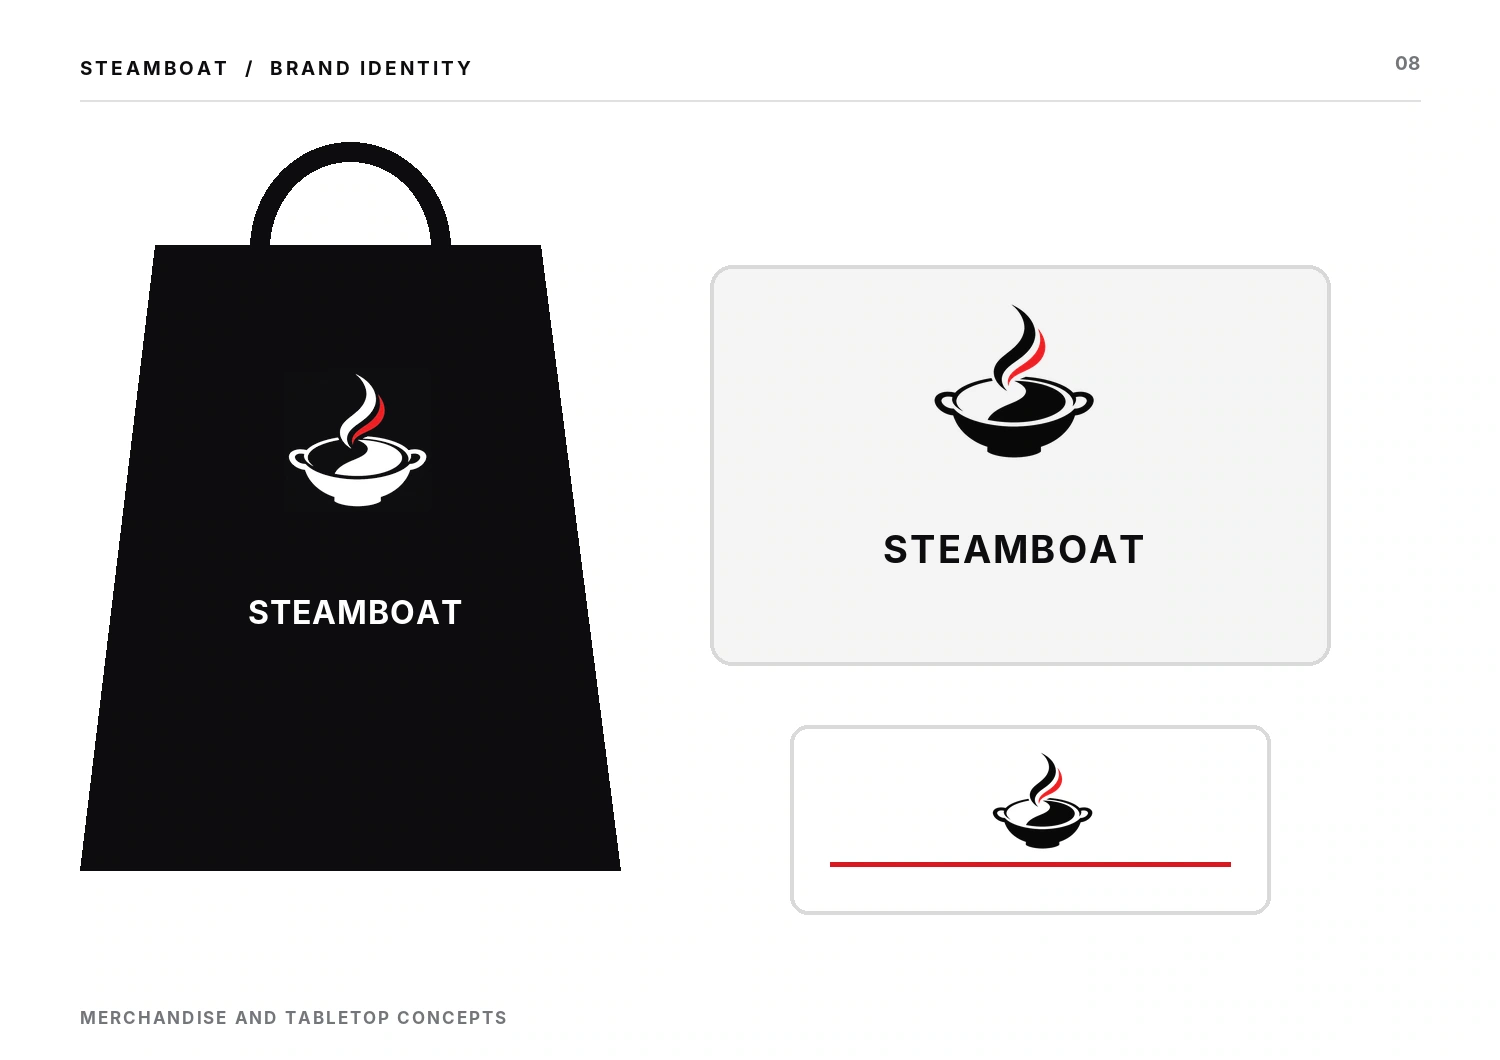 STEAMBOAT / BRAND IDENTITY
08
STEAMBOAT
STEAMBOAT
MERCHANDISE AND TABLETOP CONCEPTS